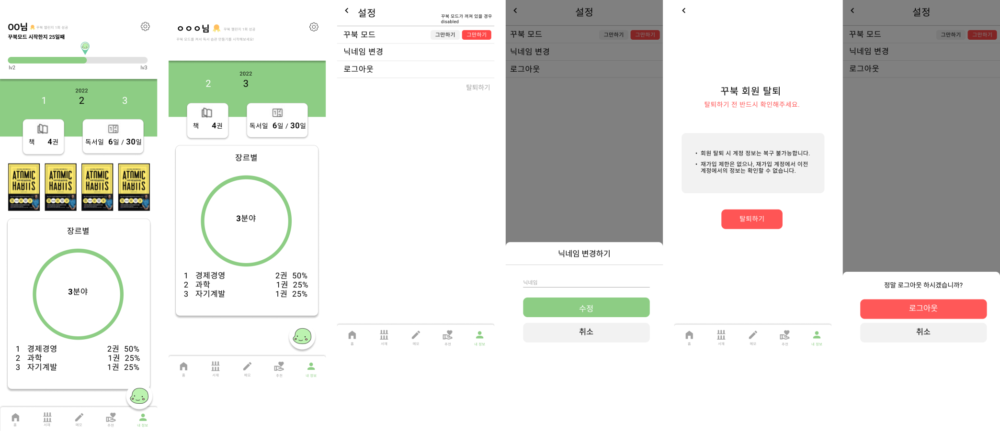 OO님 꾸북 챌린지 1회 성공
꾸북모드 시작한지 25일째
lv2 lv3
2022
1 2 3
책 4권
독서일 6일 / 30일
ATOMIC HABITS
ATOMIC HABITS
ATOMIC HABITS
ATOMIC HABITS
장르별
3분야
1 경제경영 2권 50%
2 과학 1권 25%
3 자기계발 1권 25%
홈 서재 메모 추천 내 정보
ㅇㅇㅇ님 꾸북 챌린지 1회 성공
꾸북 모드를 켜서 독서 습관 만들기를 시작해보세요!
2022
2 3
책 4권
독서일 6일 / 30일
장르별
3분야
1 경제경영 2권 50%
2 과학 1권 25%
3 자기계발 1권 25%
홈 서재 메모 추천 내 정보
설정
꾸북 모드가 꺼져 있을 경우
disabled
꾸북 모드 그만하기 그만하기
닉네임 변경
로그아웃
탈퇴하기
홈 서재 메모 추천 내 정보
설정
꾸북 모드 그만하기 그만하기
닉네임 변경
로그아웃
닉네임 변경하기
닉네임
수정
취소
꾸북 회원 탈퇴
탈퇴하기 전 반드시 확인해주세요.
• 회원 탈퇴 시 계정 정보는 복구 불가능합니다.
• 재가입 제한은 없으나, 재가입 계정에서 이전
계정에서의 정보는 확인할 수 없습니다.
탈퇴하기
홈 서재 메모 추천 내 정보
설정
꾸북 모드 그만하기 그만하기
닉네임 변경
로그아웃
정말 로그아웃 하시겠습니까?
로그아웃
취소